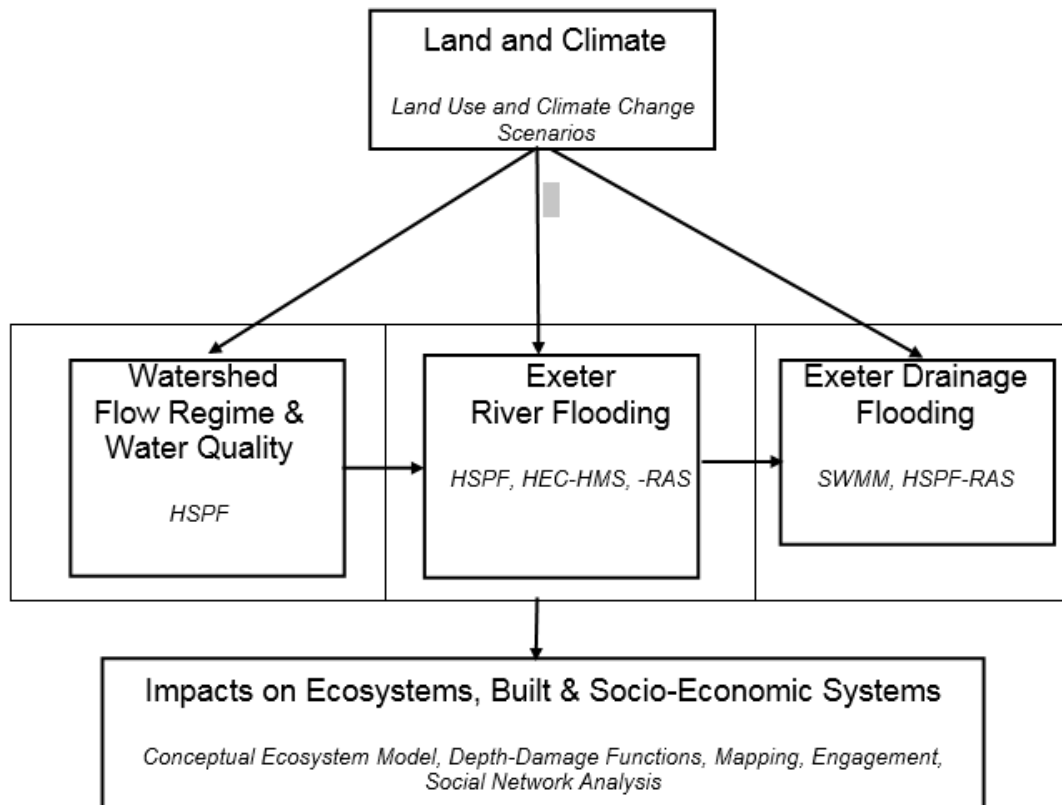 Land and Climate
Land Use and Climate Change
Scenarios
Watershed
Flow Regime &
Water Quality
HSPF
Exeter
River Flooding
HSPF, HEC-HMS, -RAS
Exeter Drainage
Flooding
SWMM, HSPF-RAS
Impacts on Ecosystems, Built & Socio-Economic Systems
Conceptual Ecosystem Model, Depth-Damage Functions, Mapping, Engagement,
Social Network Analysis